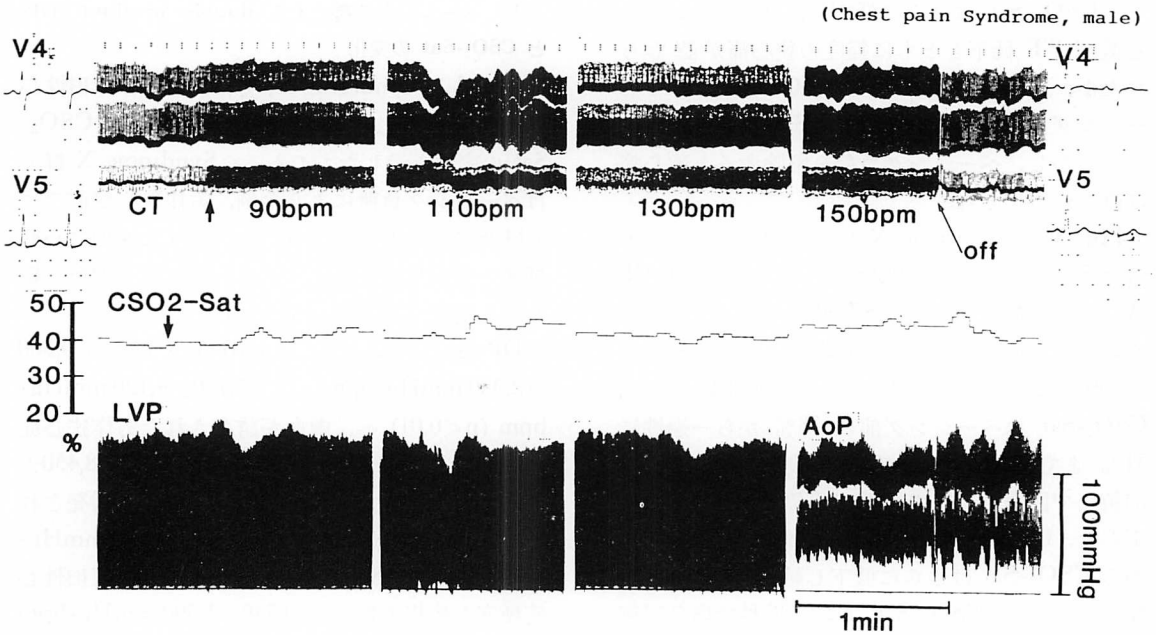 (Chest pain Syndrome, male)
V4
V4
V5
V5
CT
90bpm
110bpm
130bpm
150bpm
off
CSO2-Sat
50
40
30
20
%
LVP
AoP
100mmHg
1min